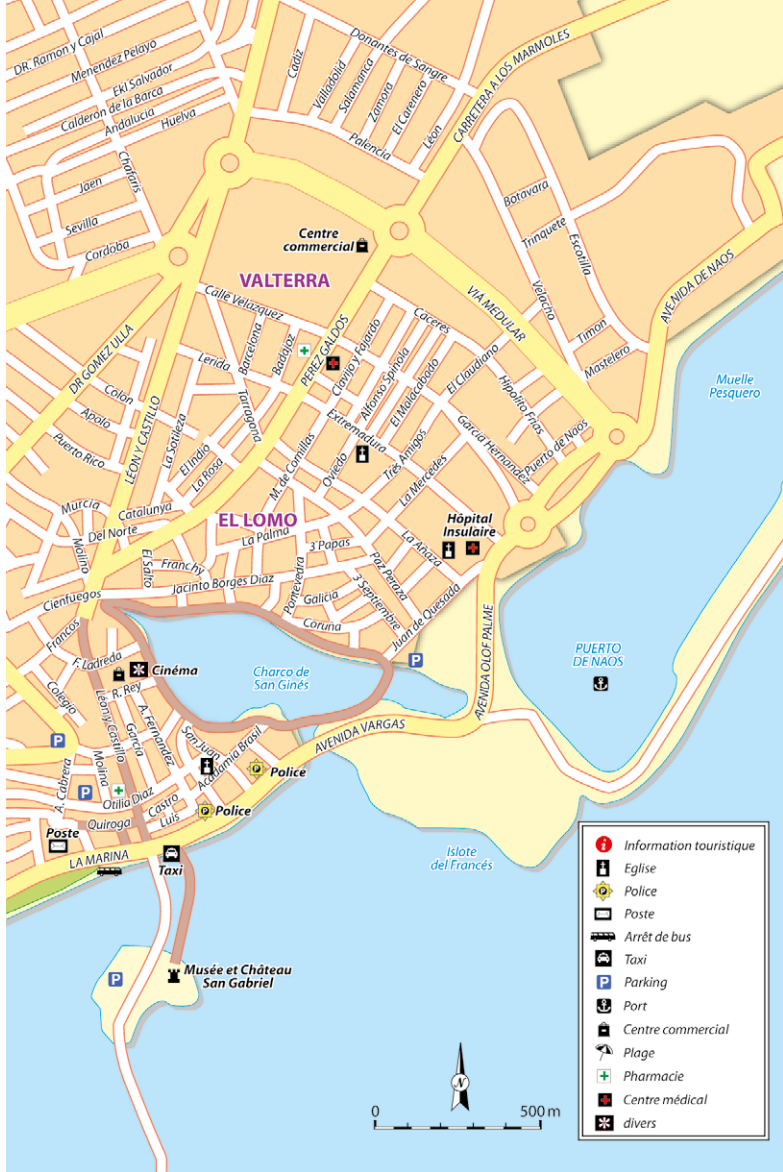 DR. Ramon y Cajal
Menendez Pelayo
Ekl Salvador
Calderon de la Barca
Andalucia
Huelva
Chafaris
Jaen
Sevilla
Cordoba
Cadiz
Valladolid
Salamanca
Zamora
El Carenero
Léon
Donantes de Sangre
Palencia
CARRETERA A LOS MARMOLES
Botavara
Trinquete
Escotilla
Velacho
Timon
Mastelero
AVENIDA DE NAOS
VIA MEDULAR
Centre
commercial
VALTERRA
Calle Velazquez
Barcelona
Badajoz
PEREZ GALDOS
Clavijo y Fajardo
Alfonso Spinola
El Malacabado
Caceres
El Claudiano
Hipolito Frias
Garcia Hernandez
Puerto de Naos
Muelle
Pesquero
DR GOMEZ ULLA
Lerida
Tarragona
Colon
Apolo
Puerto Rico
LÉON Y CASTILLO
La Sotileza
El Indio
La Rosa
M. de Comillas
Oviedo
Extremadura
Trés Amigos
La Mercedes
Murcia
Catalunya
Del Norte
Molino
EL LOMO
La Palma
3 Papas
Hôpital
Insulaire
La Añaza
Paz Peraza
El Salto
Franchy
Jacinto Borges Diaz
Pontevedra
Galicia
3 Septiembre
Coruna
Juan de Quesada
Cienfuegos
Francos
F. Ladreda
Cinéma
R. Rey
Charco de
San Ginés
P
AVENIDA OLOF PALME
PUERTO
DE NAOS
Colegio
Léon y Castillo
A. Fernandez
Garcia
San Juan
Acadamia Brasil
AVENIDA VARGAS
P
Molina
A. Cabrera
Police
P
Otilia Diaz
Castro
Luis
Police
Quiroga
Poste
LA MARINA
Taxi
Islote
del Francés
P
Musée et Château
San Gabriel
N
0
500 m
i
Information touristique
Eglise
Police
Poste
Arrêt de bus
Taxi
P
Parking
Port
Centre commercial
Plage
Pharmacie
Centre médical
divers